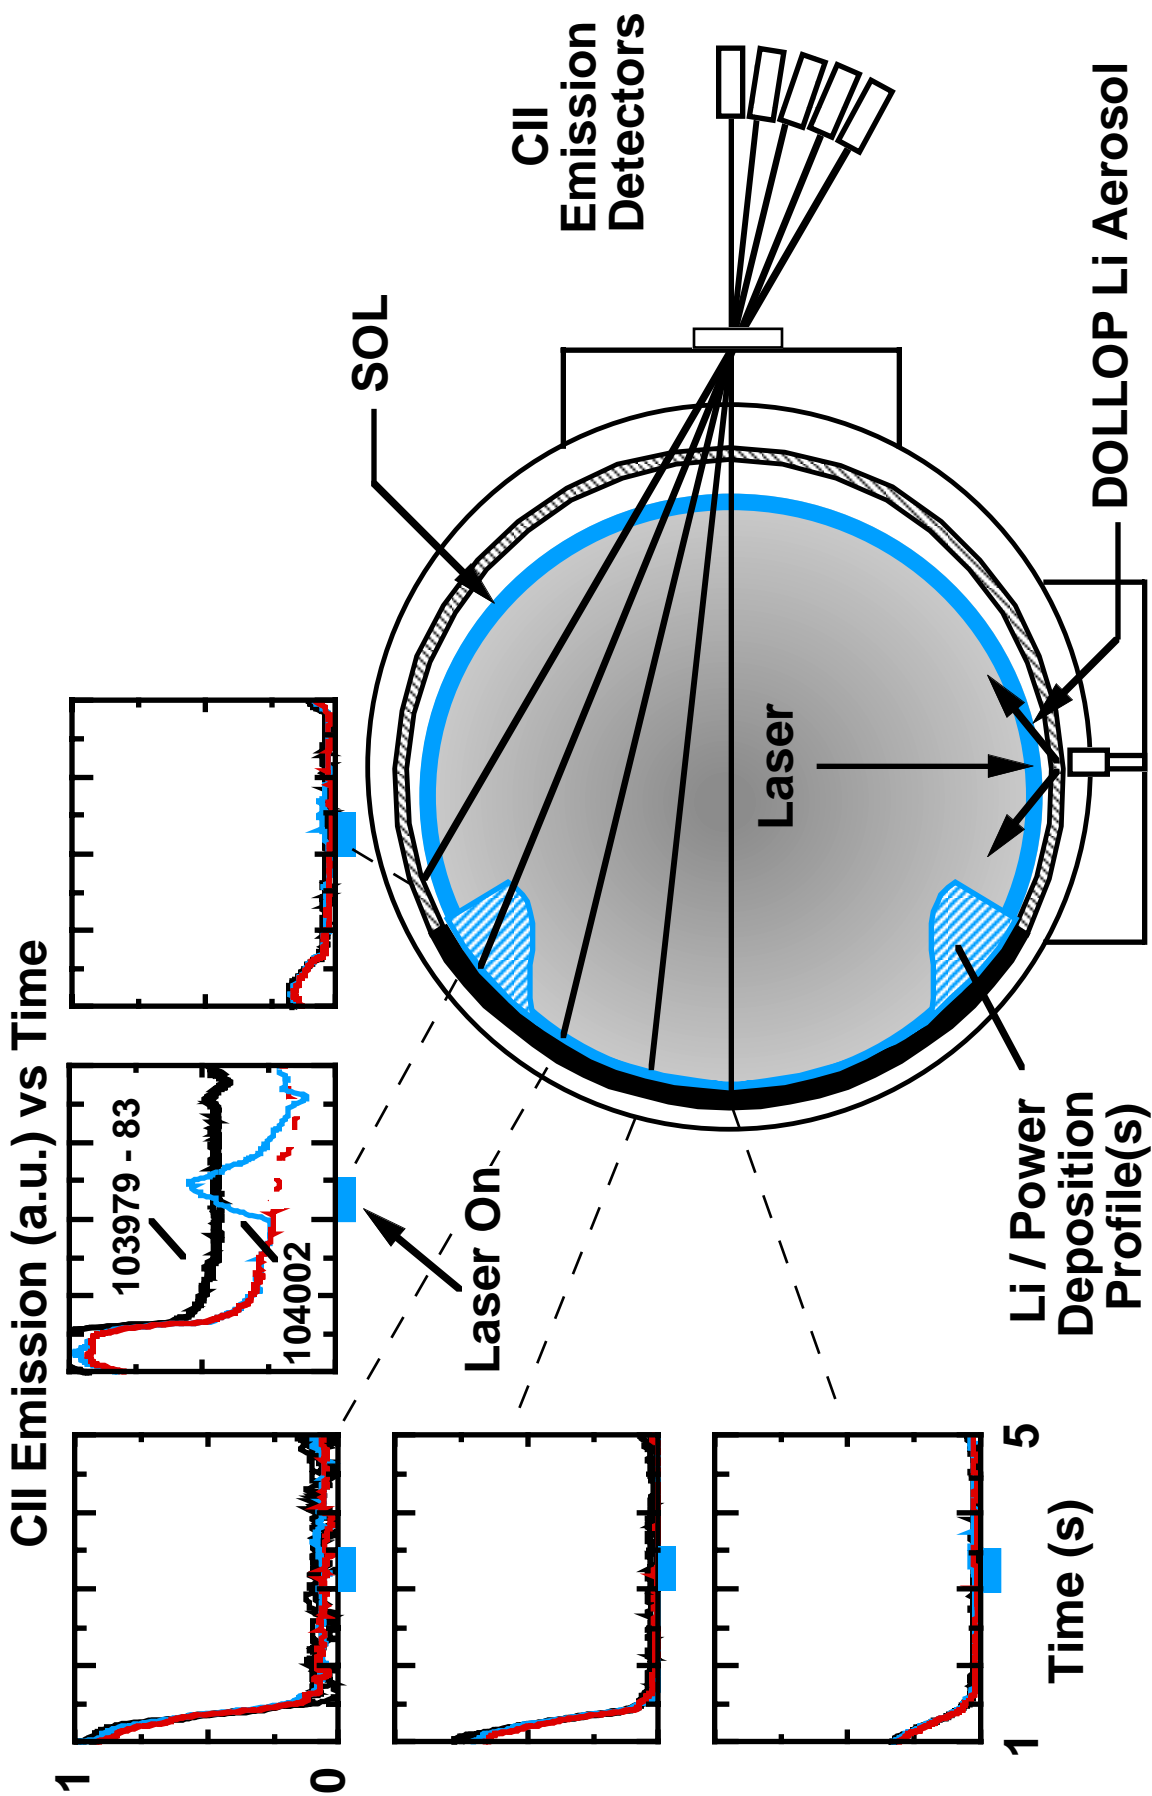 CII Emission (a.u.) vs Time
1
0
103979 - 83
104002
Laser On
1
5
Time (s)
SOL
CII
Emission
Detectors
Laser
DOLLOP Li Aerosol
Li / Power
Deposition
Profile(s)